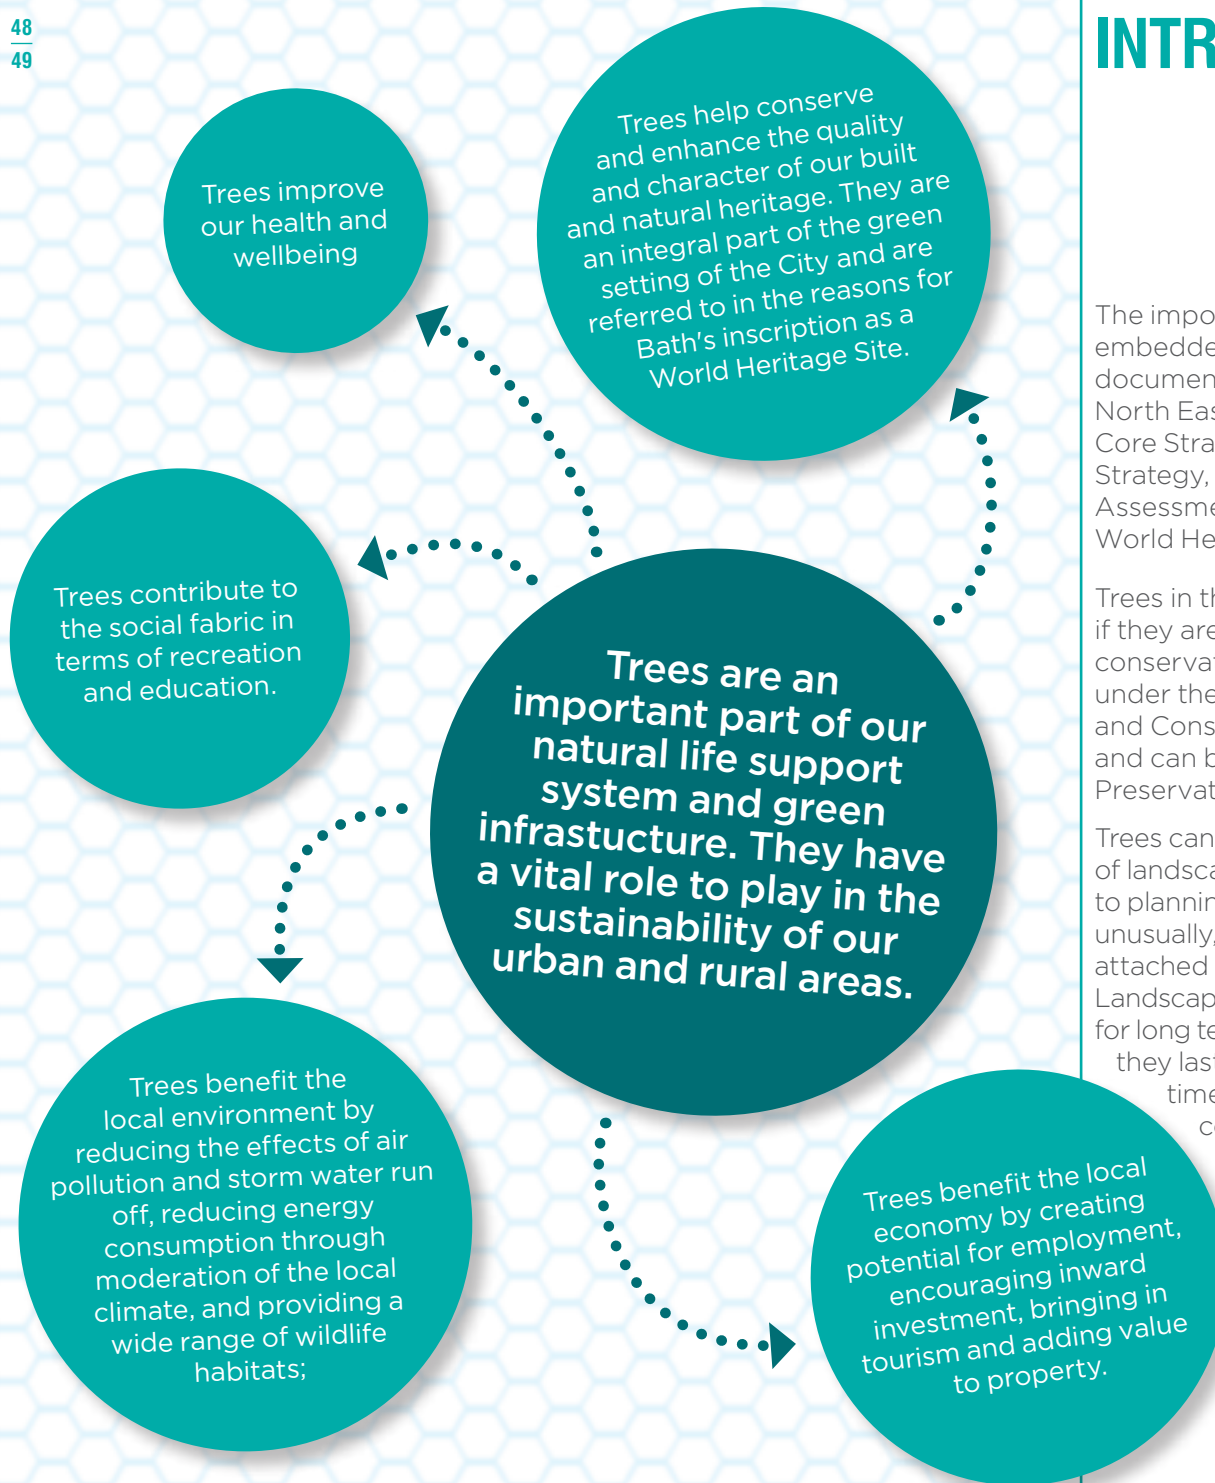 48
49
Trees improve
our health and
wellbeing
Trees help conserve
and enhance the quality
and character of our built
and natural heritage. They are
an integral part of the green
setting of the City and are
referred to in the reasons for
Bath's inscription as a
World Heritage Site.
Trees contribute to
the social fabric in
terms of recreation
and education.
Trees are an
important part of our
natural life support
system and green
infrastucture. They have
a vital role to play in the
sustainability of our
urban and rural areas.
Trees benefit the
local environment by
reducing the effects of air
pollution and storm water run
off, reducing energy
consumption through
moderation of the local
climate, and providing a
wide range of wildlife
habitats;
Trees benefit the local
economy by creating
potential for employment,
encouraging inward
investment, bringing in
tourism and adding value
to property.
INTR
The impo
embedde
documen
North Eas
Core Stra
Strategy,
Assessme
World He
Trees in th
if they are
conservat
under the
and Cons
and can b
Preservat
Trees can
of landsca
to plannin
unusually,
attached
Landscap
for long te
they last
time
co